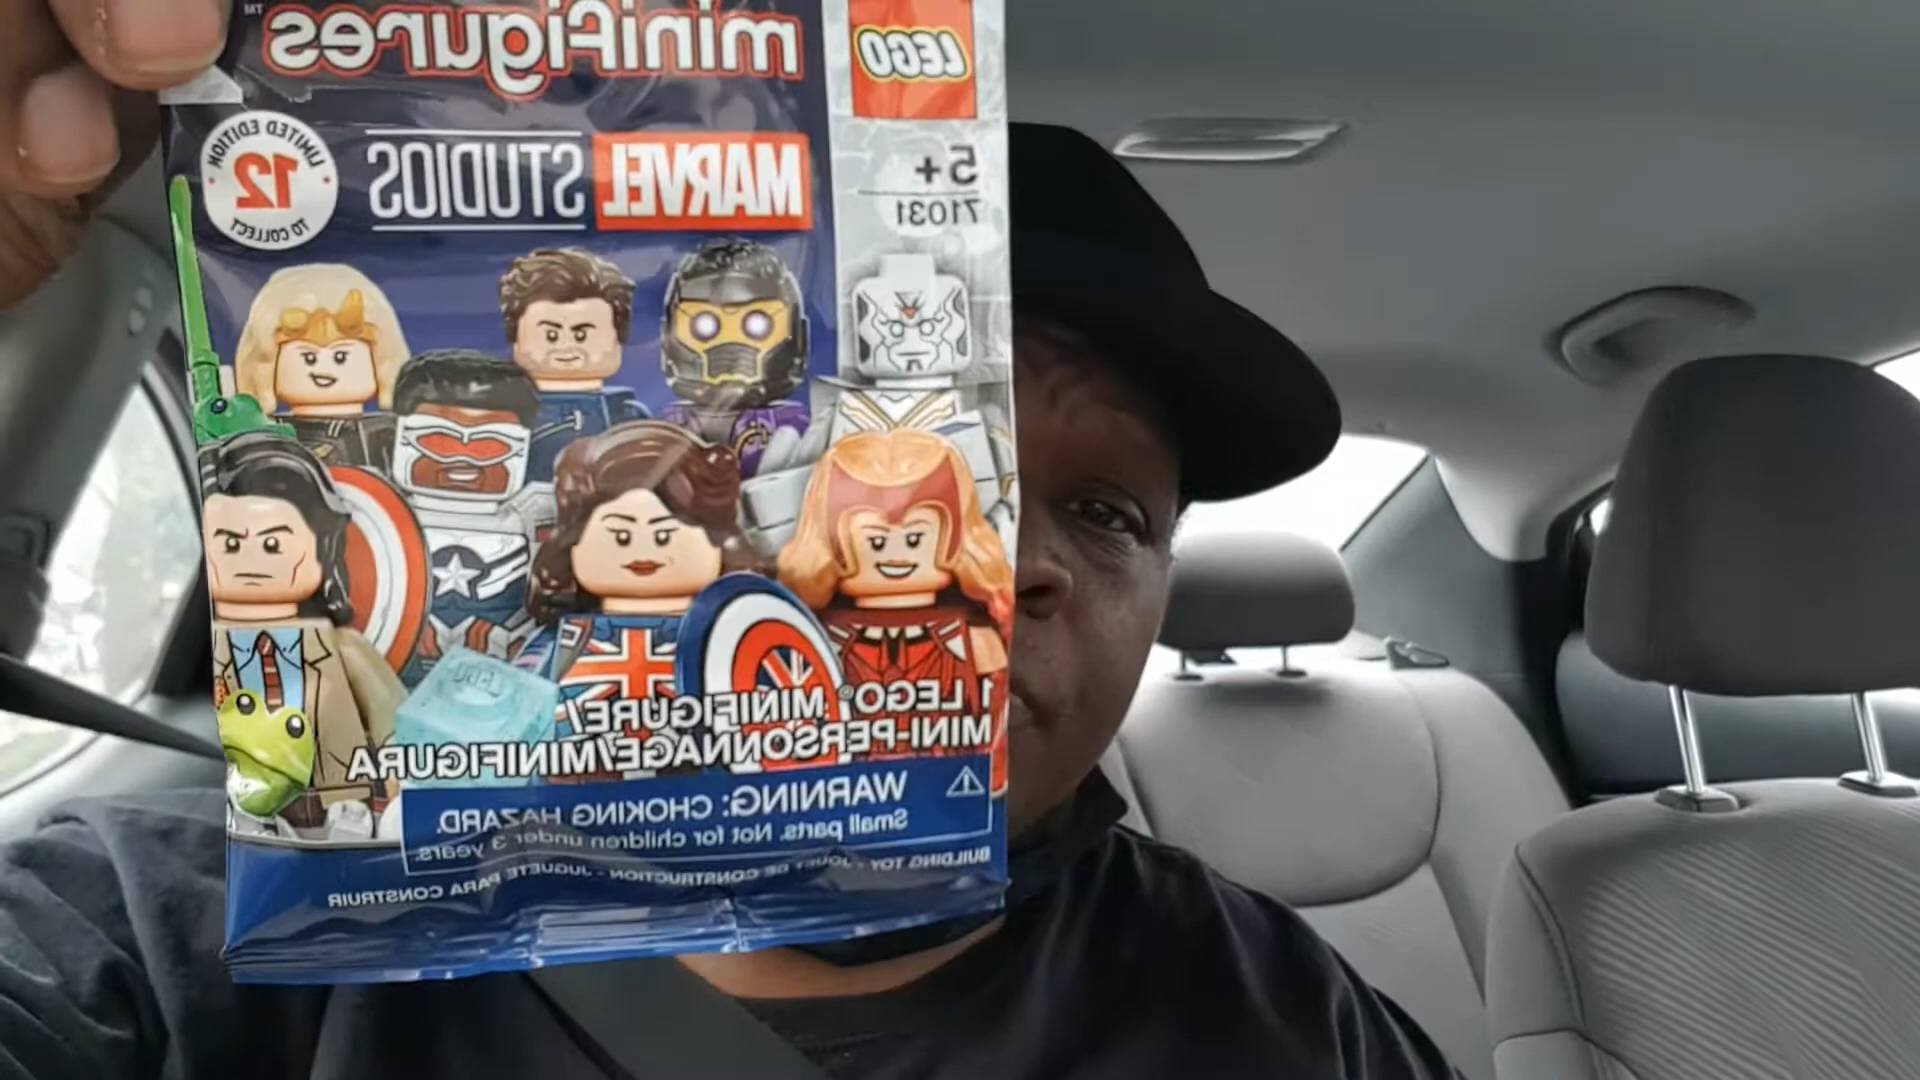 LEGO
minifigures
TM
MARVEL STUDIOS
LIMITED EDITION
12
TO COLLECT
5+
71031
1 LEGO® MINIFIGURE/
MINI-PERSONNAGE/MINIFIGURA
WARNING: CHOKING HAZARD.
Small parts. Not for children under 3 years.
BUILDING TOY - JOUET DE CONSTRUCTION - JUGUETE PARA CONSTRUIR